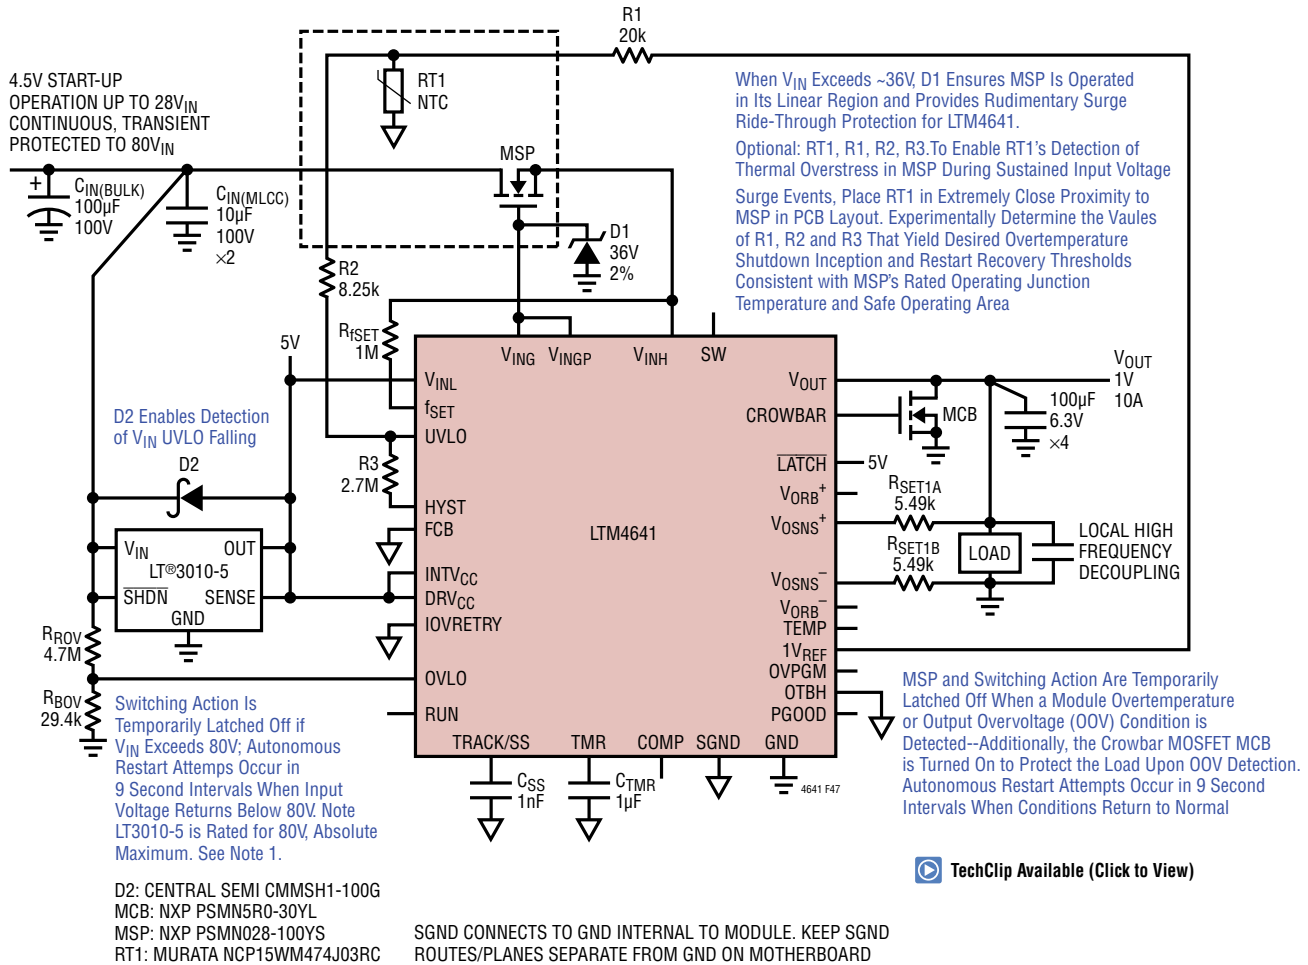 R1
20k
4.5V START-UP
OPERATION UP TO 28VIN
CONTINUOUS, TRANSIENT
PROTECTED TO 80VIN
RT1
NTC
When VIN Exceeds ~36V, D1 Ensures MSP Is Operated
in Its Linear Region and Provides Rudimentary Surge
Ride-Through Protection for LTM4641.
Optional: RT1, R1, R2, R3.To Enable RT1's Detection of
Thermal Overstress in MSP During Sustained Input Voltage
Surge Events, Place RT1 in Extremely Close Proximity to
MSP in PCB Layout. Experimentally Determine the Vaules
of R1, R2 and R3 That Yield Desired Overtemperature
Shutdown Inception and Restart Recovery Thresholds
Consistent with MSP's Rated Operating Junction
Temperature and Safe Operating Area
MSP
+
CIN(BULK)
100µF
100V
CIN(MLCC)
10µF
100V
×2
D1
36V
2%
R2
8.25k
RfSET
1M
5V
VING
VINGP
VINH
SW
VINL
fSET
UVLO
HYST
FCB
INTVCC
DRVCC
IOVRETRY
OVLO
RUN
TRACK/SS
TMR
COMP
SGND
GND
LTM4641
VOUT
CROWBAR
LATCH
VORB+
VOSNS+
VOSNS−
VORB−
TEMP
1VREF
OVPGM
OTBH
PGOOD
VOUT
1V
10A
MCB
100µF
6.3V
×4
5V
RSET1A
5.49k
RSET1B
5.49k
LOAD
LOCAL HIGH
FREQUENCY
DECOUPLING
D2 Enables Detection
of VIN UVLO Falling
D2
R3
2.7M
VIN
OUT
LT®3010-5
SHDN
SENSE
GND
RROV
4.7M
RBOV
29.4k
Switching Action Is
Temporarily Latched Off if
VIN Exceeds 80V; Autonomous
Restart Attemps Occur in
9 Second Intervals When Input
Voltage Returns Below 80V. Note
LT3010-5 is Rated for 80V, Absolute
Maximum. See Note 1.
CSS
1nF
CTMR
1µF
4641 F47
MSP and Switching Action Are Temporarily
Latched Off When a Module Overtemperature
or Output Overvoltage (OOV) Condition is
Detected--Additionally, the Crowbar MOSFET MCB
is Turned On to Protect the Load Upon OOV Detection.
Autonomous Restart Attempts Occur in 9 Second
Intervals When Conditions Return to Normal
TechClip Available (Click to View)
D2: CENTRAL SEMI CMMSH1-100G
MCB: NXP PSMN5R0-30YL
MSP: NXP PSMN028-100YS
RT1: MURATA NCP15WM474J03RC
SGND CONNECTS TO GND INTERNAL TO MODULE. KEEP SGND
ROUTES/PLANES SEPARATE FROM GND ON MOTHERBOARD